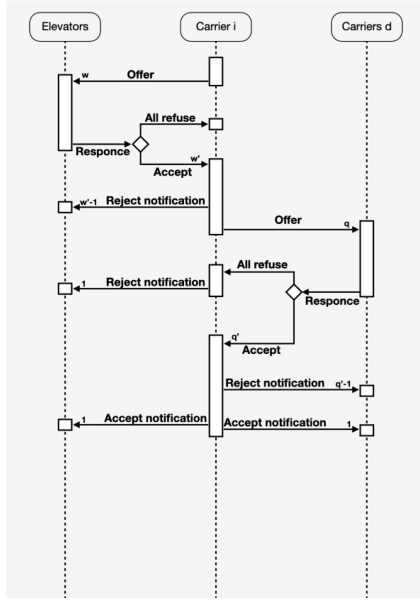 Elevators
Carrier i
Carriers d
w
Offer
All refuse
Responce
w'
Accept
w'-1
Reject notification
Offer
q
All refuse
1
Reject notification
Responce
q'
Accept
Reject notification
q'-1
1
Accept notification
Accept notification
1